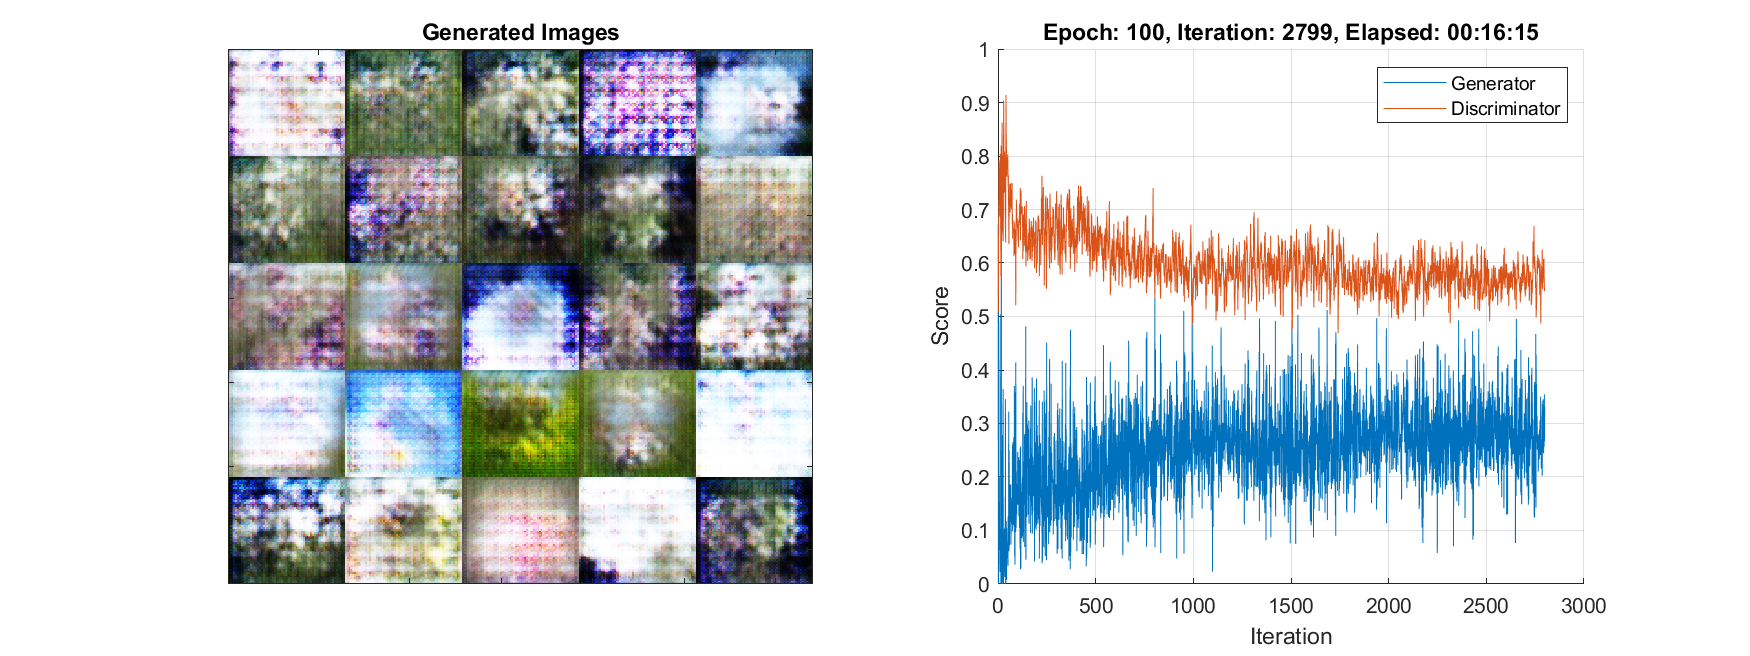 Generated Images
Epoch: 100, Iteration: 2799, Elapsed: 00:16:15
1
0.9
0.8
0.7
0.6
0.5
0.4
0.3
0.2
0.1
0
Score
Generator
Discriminator
0 500 1000 1500 2000 2500 3000
Iteration